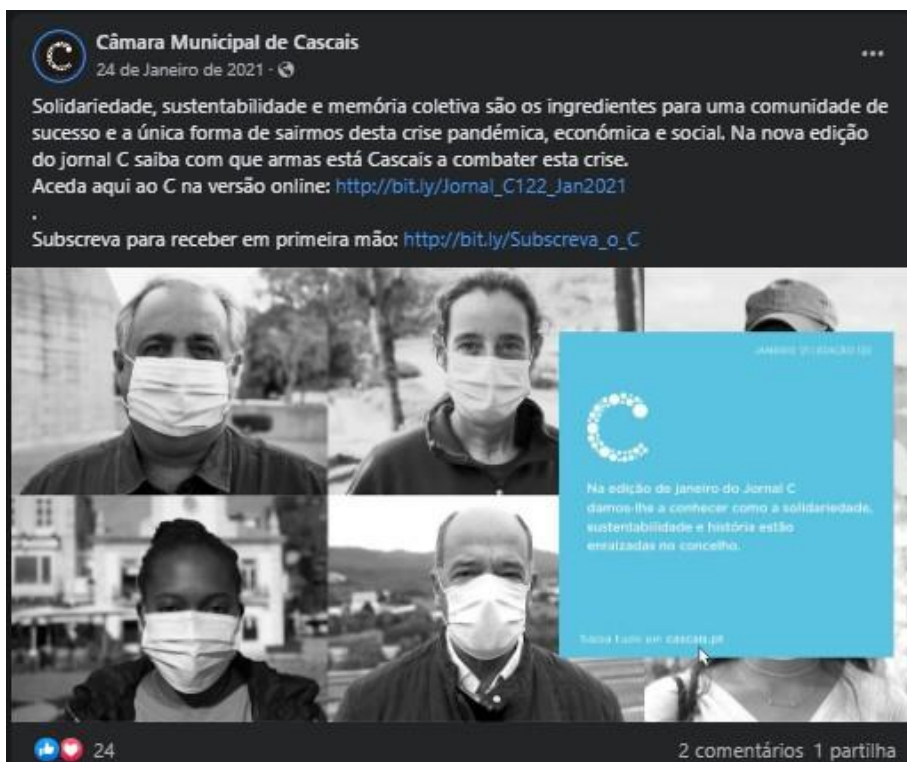 Câmara Municipal de Cascais
24 de Janeiro de 2021 ·
Solidariedade, sustentabilidade e memória coletiva são os ingredientes para uma comunidade de
sucesso e a única forma de sairmos desta crise pandémica, económica e social. Na nova edição
do jornal C saiba com que armas está Cascais a combater esta crise.
Aceda aqui ao C na versão online: http://bit.ly/Jornal_C122_Jan2021
.
Subscreva para receber em primeira mão: http://bit.ly/Subscreva_o_C
JANEIRO 21 | EDIÇÃO 122
C
Na edição de janeiro do Jornal C
damos-lhe a conhecer como a solidariedade,
sustentabilidade e história estão
enraizadas no concelho.
Saiba tudo em cascais.pt
24
2 comentários 1 partilha